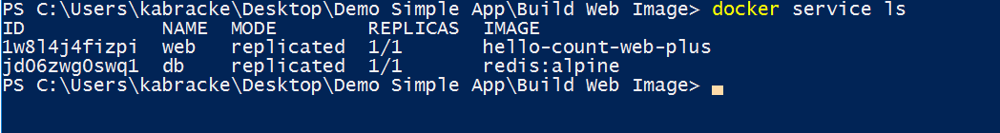 PS C:\Users\kabracke\Desktop\Demo Simple App\Build Web Image> docker service ls
ID            NAME  MODE        REPLICAS  IMAGE
1w8l4j4fizpi  web   replicated  1/1       hello-count-web-plus
jd06zwg0swq1  db    replicated  1/1       redis:alpine
PS C:\Users\kabracke\Desktop\Demo Simple App\Build Web Image>